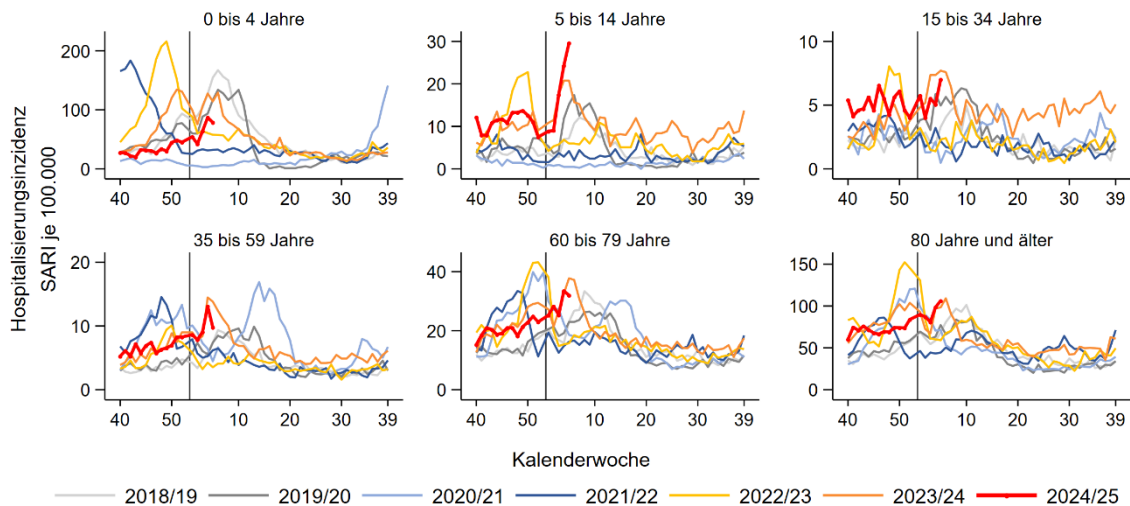 Hospitalisierungsinzidenz
SARI je 100.000
0 bis 4 Jahre
200
100
0
40 50 10 20 30 39
5 bis 14 Jahre
30
20
10
0
40 50 10 20 30 39
15 bis 34 Jahre
10
5
0
40 50 10 20 30 39
35 bis 59 Jahre
20
10
0
40 50 10 20 30 39
60 bis 79 Jahre
40
20
0
40 50 10 20 30 39
80 Jahre und älter
150
100
50
0
40 50 10 20 30 39
Kalenderwoche
2018/19 2019/20 2020/21 2021/22 2022/23 2023/24 2024/25